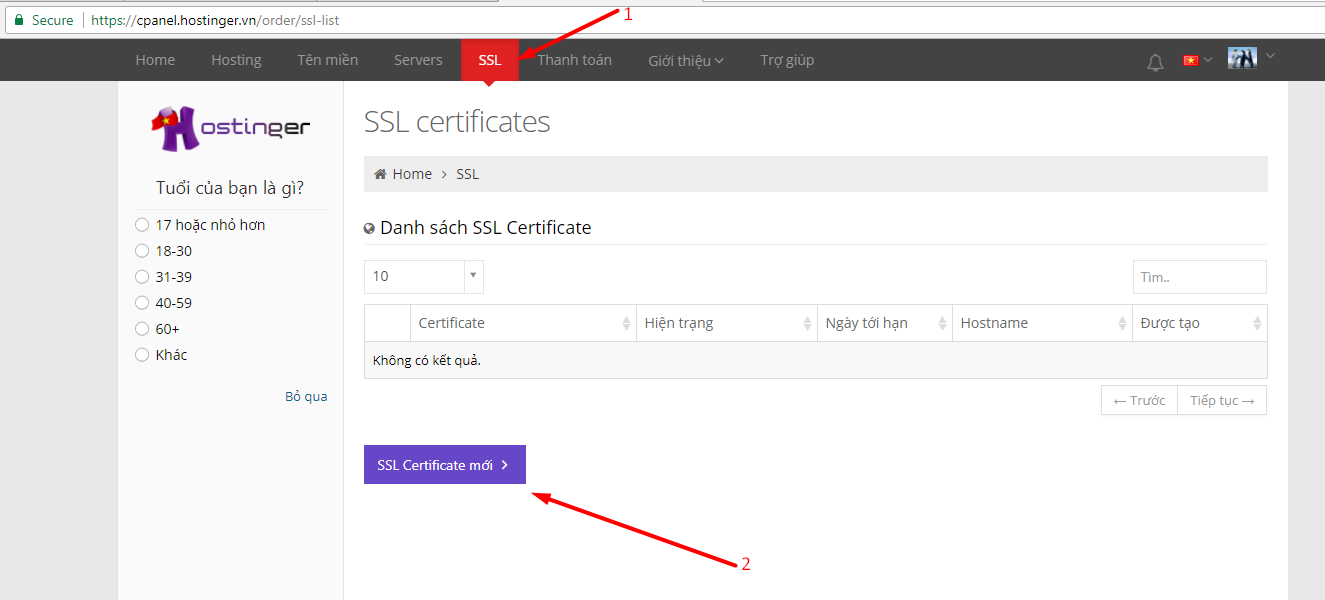 Secure https://cpanel.hostinger.vn/order/ssl-list
1
Home Hosting Tên miền Servers SSL Thanh toán Giới thiệu Trợ giúp
Hostinger
Tuổi của bạn là gì?
17 hoặc nhỏ hơn
18-30
31-39
40-59
60+
Khác
Bỏ qua
SSL certificates
Home > SSL
Danh sách SSL Certificate
10
Tìm..
Certificate Hiện trạng Ngày tới hạn Hostname Được tạo
Không có kết quả.
← Trước Tiếp tục →
SSL Certificate mới >
2